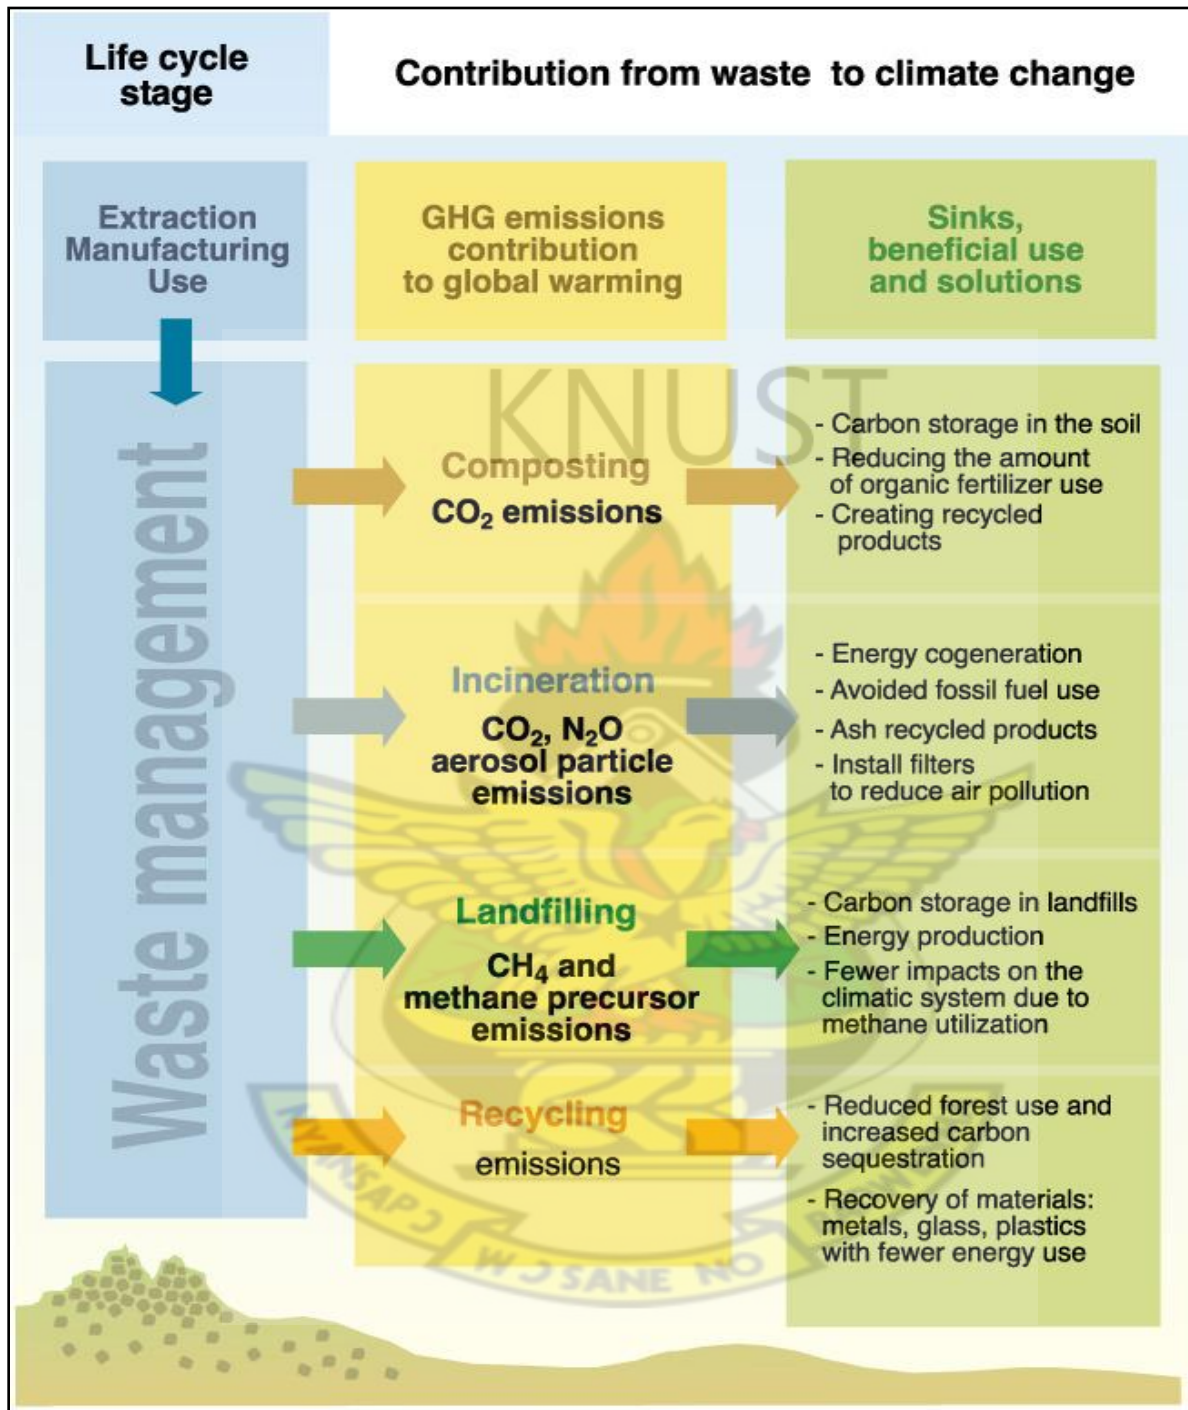 Life cycle
stage
Contribution from waste to climate change
Extraction
Manufacturing
Use
GHG emissions
contribution
to global warming
Sinks,
beneficial use
and solutions
Waste management
KNUST
Composting
CO₂ emissions
- Carbon storage in the soil
- Reducing the amount
of organic fertilizer use
- Creating recycled
products
Incineration
CO₂, N₂O
aerosol particle
emissions
- Energy cogeneration
- Avoided fossil fuel use
- Ash recycled products
- Install filters
to reduce air pollution
Landfilling
CH₄ and
methane precursor
emissions
- Carbon storage in landfills
- Energy production
- Fewer impacts on the
climatic system due to
methane utilization
Recycling
emissions
- Reduced forest use and
increased carbon
sequestration
- Recovery of materials:
metals, glass, plastics
with fewer energy use
W Ɔ SANE NO